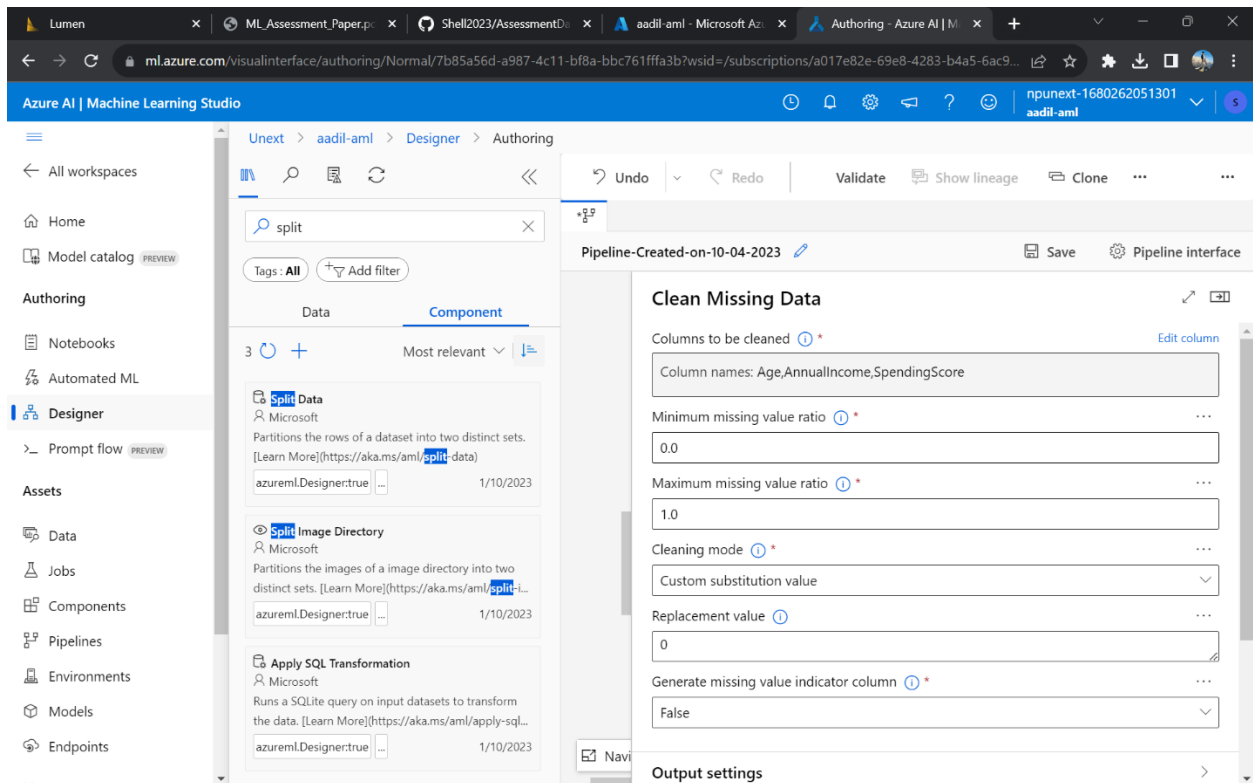 Lumen
ML_Assessment_Paper.pc
Shell2023/AssessmentDa
aadil-aml - Microsoft Az
Authoring - Azure AI | M
ml.azure.com/visualinterface/authoring/Normal/7b85a56d-a987-4c11-bf8a-bbc761fffa3b?wsid=/subscriptions/a017e82e-69e8-4283-b4a5-6ac9...
Azure AI | Machine Learning Studio
npunext-1680262051301
aadil-aml
S
All workspaces
Home
Model catalog PREVIEW
Authoring
Notebooks
Automated ML
Designer
Prompt flow PREVIEW
Assets
Data
Jobs
Components
Pipelines
Environments
Models
Endpoints
Unext > aadil-aml > Designer > Authoring
split
Tags : All Add filter
Data Component
3 Most relevant
Split Data
Microsoft
Partitions the rows of a dataset into two distinct sets.
[Learn More](https://aka.ms/aml/split-data)
azureml.Designer:true ... 1/10/2023
Split Image Directory
Microsoft
Partitions the images of a image directory into two
distinct sets. [Learn More](https://aka.ms/aml/split-i...
azureml.Designer:true ... 1/10/2023
Apply SQL Transformation
Microsoft
Runs a SQLite query on input datasets to transform
the data. [Learn More](https://aka.ms/aml/apply-sql...
azureml.Designer:true ... 1/10/2023
Undo Redo Validate Show lineage Clone ... ...
Pipeline-Created-on-10-04-2023 Save Pipeline interface
Clean Missing Data
Columns to be cleaned * Edit column
Column names: Age,AnnualIncome,SpendingScore
Minimum missing value ratio * ...
0.0
Maximum missing value ratio * ...
1.0
Cleaning mode * ...
Custom substitution value
Replacement value ...
0
Generate missing value indicator column * ...
False
Navi
Output settings